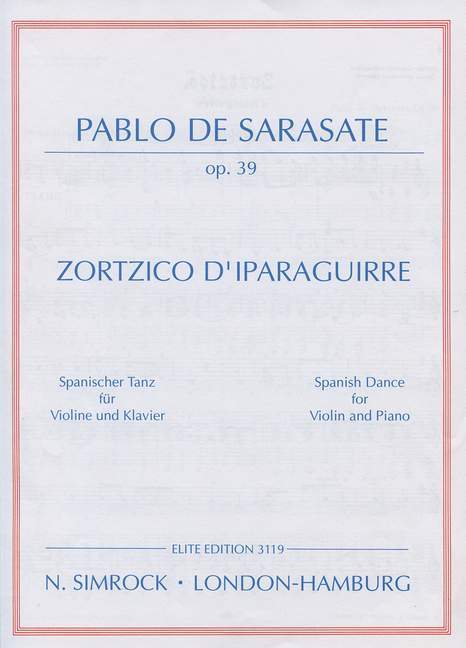 PABLO DE SARASATE
op. 39
ZORTZICO D'IPARAGUIRRE
Spanischer Tanz
für
Violine und Klavier
Spanish Dance
for
Violin and Piano
ELITE EDITION 3119
N. SIMROCK • LONDON-HAMBURG